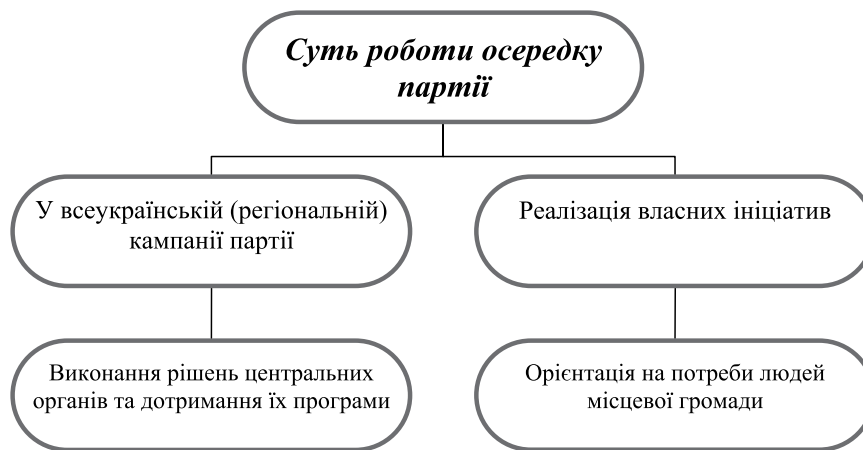 Суть роботи осередку
партії
У всеукраїнській (регіональній)
кампанії партії
Реалізація власних ініціатив
Виконання рішень центральних
органів та дотримання їх програми
Орієнтація на потреби людей
місцевої громади